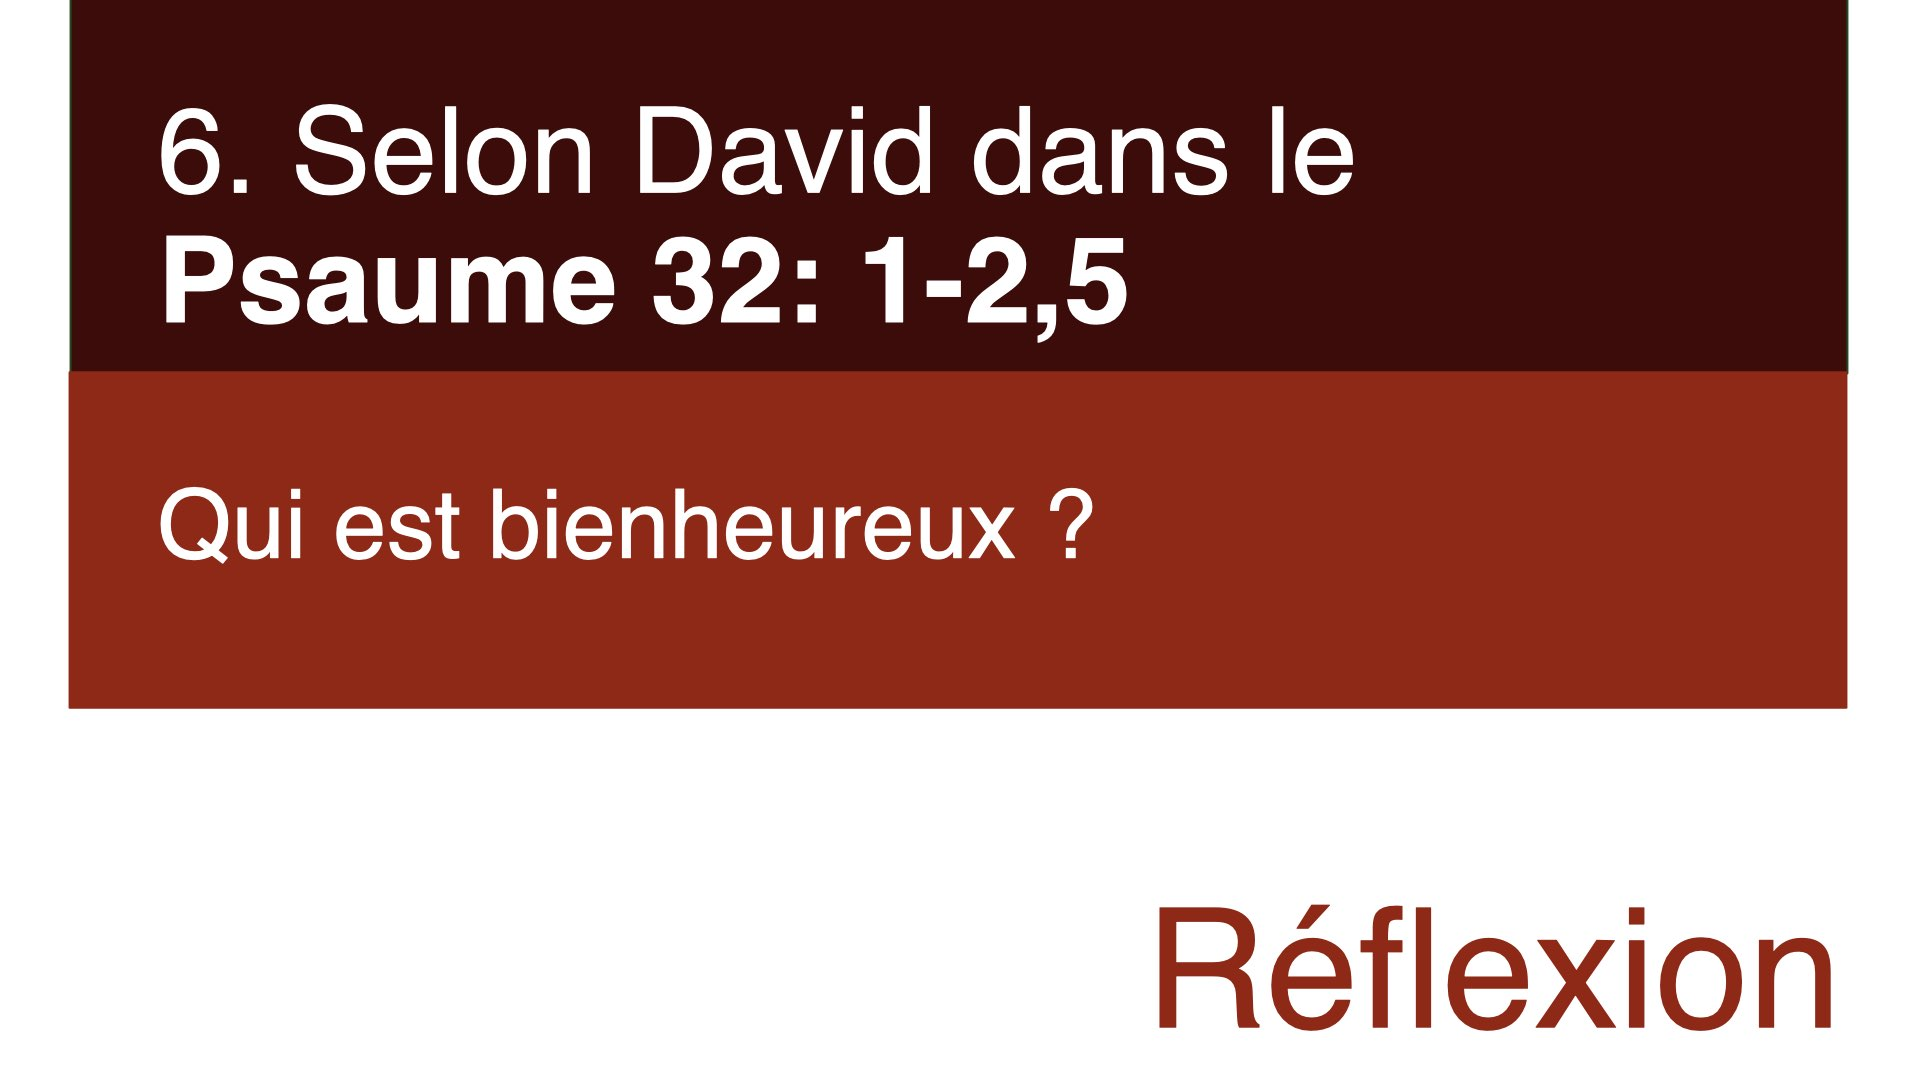 6. Selon David dans le
Psaume 32: 1-2,5
Qui est bienheureux ?
Réflexion